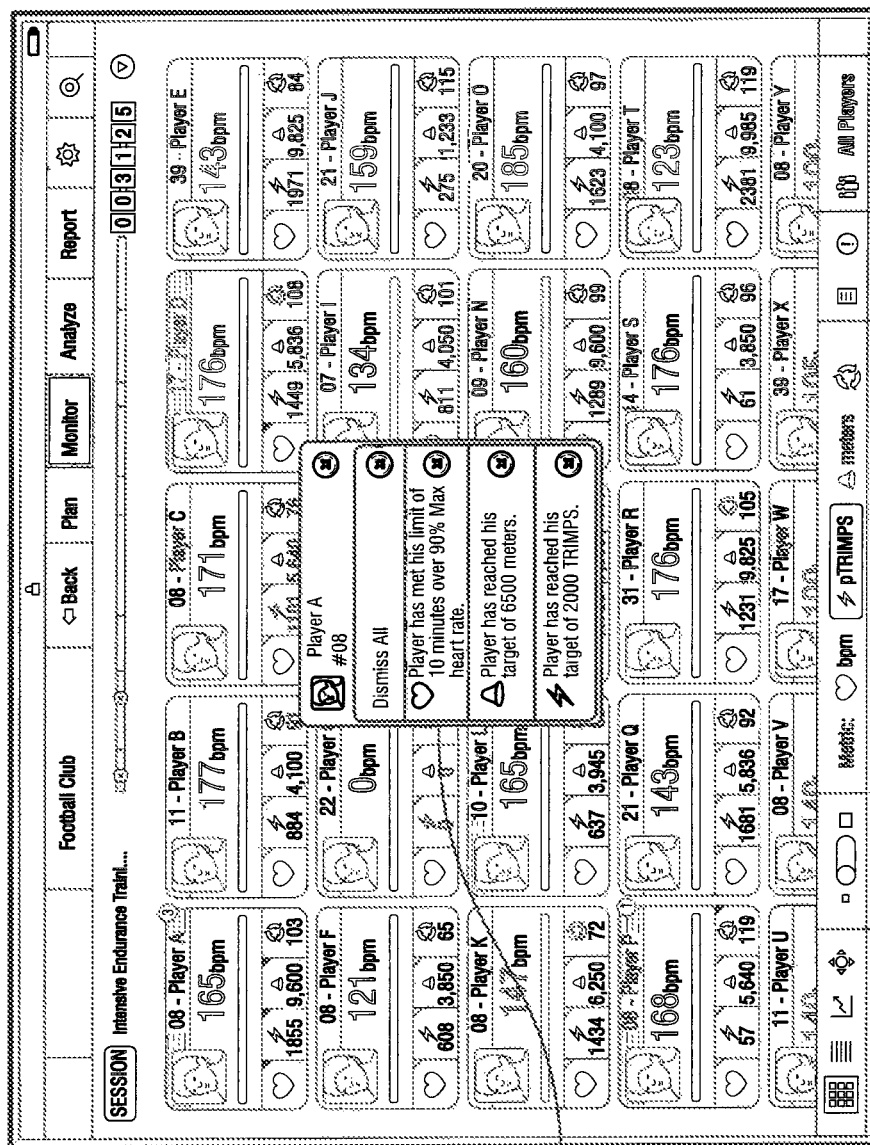 Football Club
Back
Plan
Monitor
Analyze
Report
SESSION
Intensive Endurance Traini....
003125
08 - Player A
165bpm
1855 9,600 103
3
11 - Player B
177bpm
884 4,100
08 - Player C
171bpm
176bpm
1449 5,836 108
39 - Player E
143bpm
1971 9,825 84
08 - Player F
121bpm
608 3,850 65
22 - Player
0bpm
07 - Player I
134bpm
811 4,050 101
21 - Player J
159bpm
275 1,233 115
08 - Player K
147bpm
1434 6,250 72
10 - Player
165bpm
637 3,945
09 - Player N
160bpm
1289 9,600 99
20 - Player O
185bpm
1623 4,100 97
08 - Player P
168bpm
57 5,640 119
21 - Player Q
143bpm
1681 5,836 92
31 - Player R
176bpm
1231 9,825 105
14 - Player S
176bpm
61 3,850 96
18 - Player T
123bpm
2381 9,985 119
11 - Player U
08 - Player V
17 - Player W
39 - Player X
08 - Player Y
Player A
#08
Dismiss All
Player has met his limit of
10 minutes over 90% Max
heart rate.
Player has reached his
target of 6500 meters.
Player has reached his
target of 2000 TRIMPS.
Metric:
bpm
pTRIMPS
meters
All Players